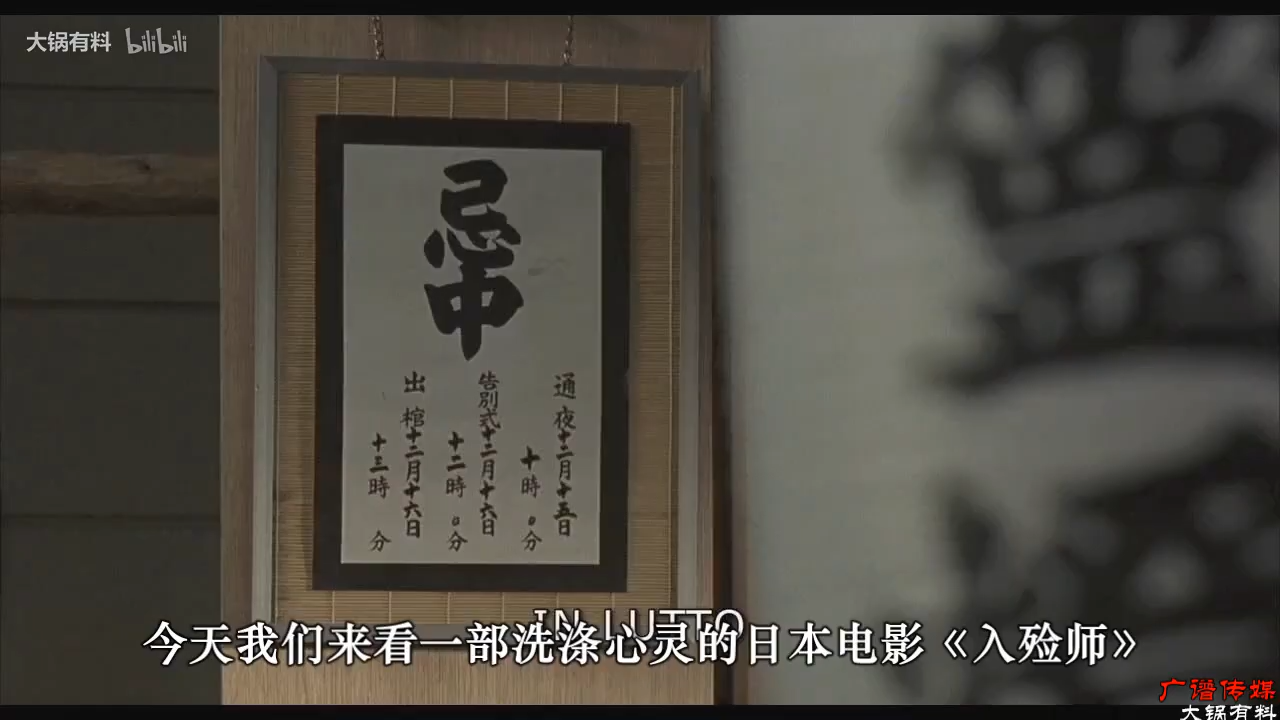 大锅有料 bilibili
忌中
通夜十二月十五日
十時〇分
告別式十二月十六日
十二時〇分
出棺十二月十六日
十三時 分
IN LUTTO
今天我们来看一部洗涤心灵的日本电影《入殓师》
广谱传媒
大锅有料